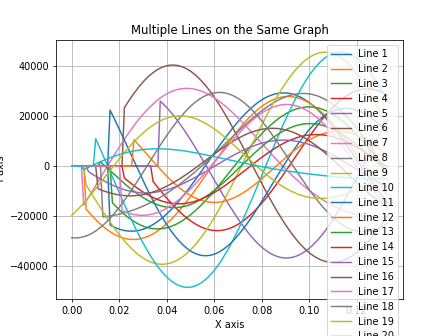 Multiple Lines on the Same Graph
40000
20000
0
−20000
−40000
0.00
0.02
0.04
0.06
0.08
0.10
X axis
Line 1
Line 2
Line 3
Line 4
Line 5
Line 6
Line 7
Line 8
Line 9
Line 10
Line 11
Line 12
Line 13
Line 14
Line 15
Line 16
Line 17
Line 18
Line 19
Line 20